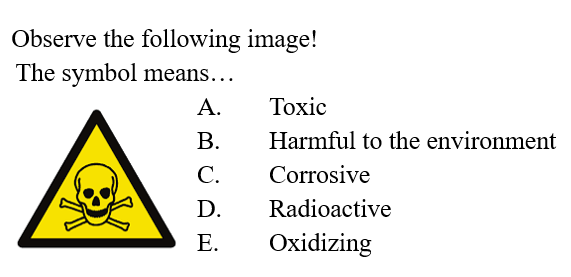 Observe the following image!
The symbol means…
A. Toxic
B. Harmful to the environment
C. Corrosive
D. Radioactive
E. Oxidizing